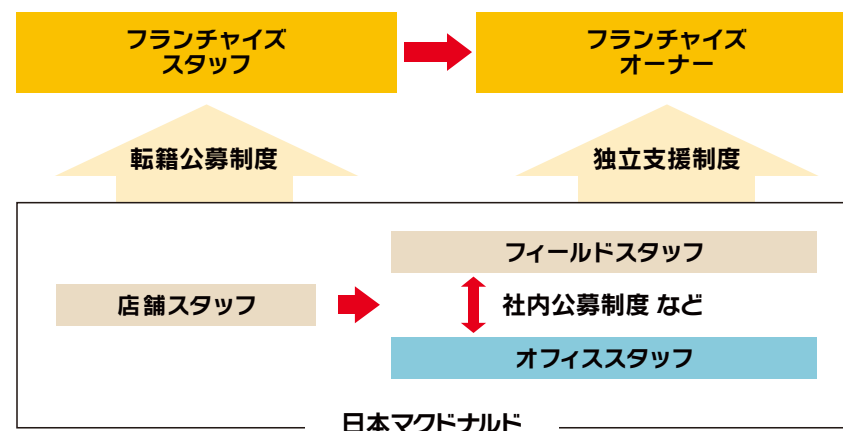 フランチャイズ
スタッフ
フランチャイズ
オーナー
転籍公募制度
独立支援制度
フィールドスタッフ
店舗スタッフ
社内公募制度 など
オフィススタッフ
日本マクドナルド